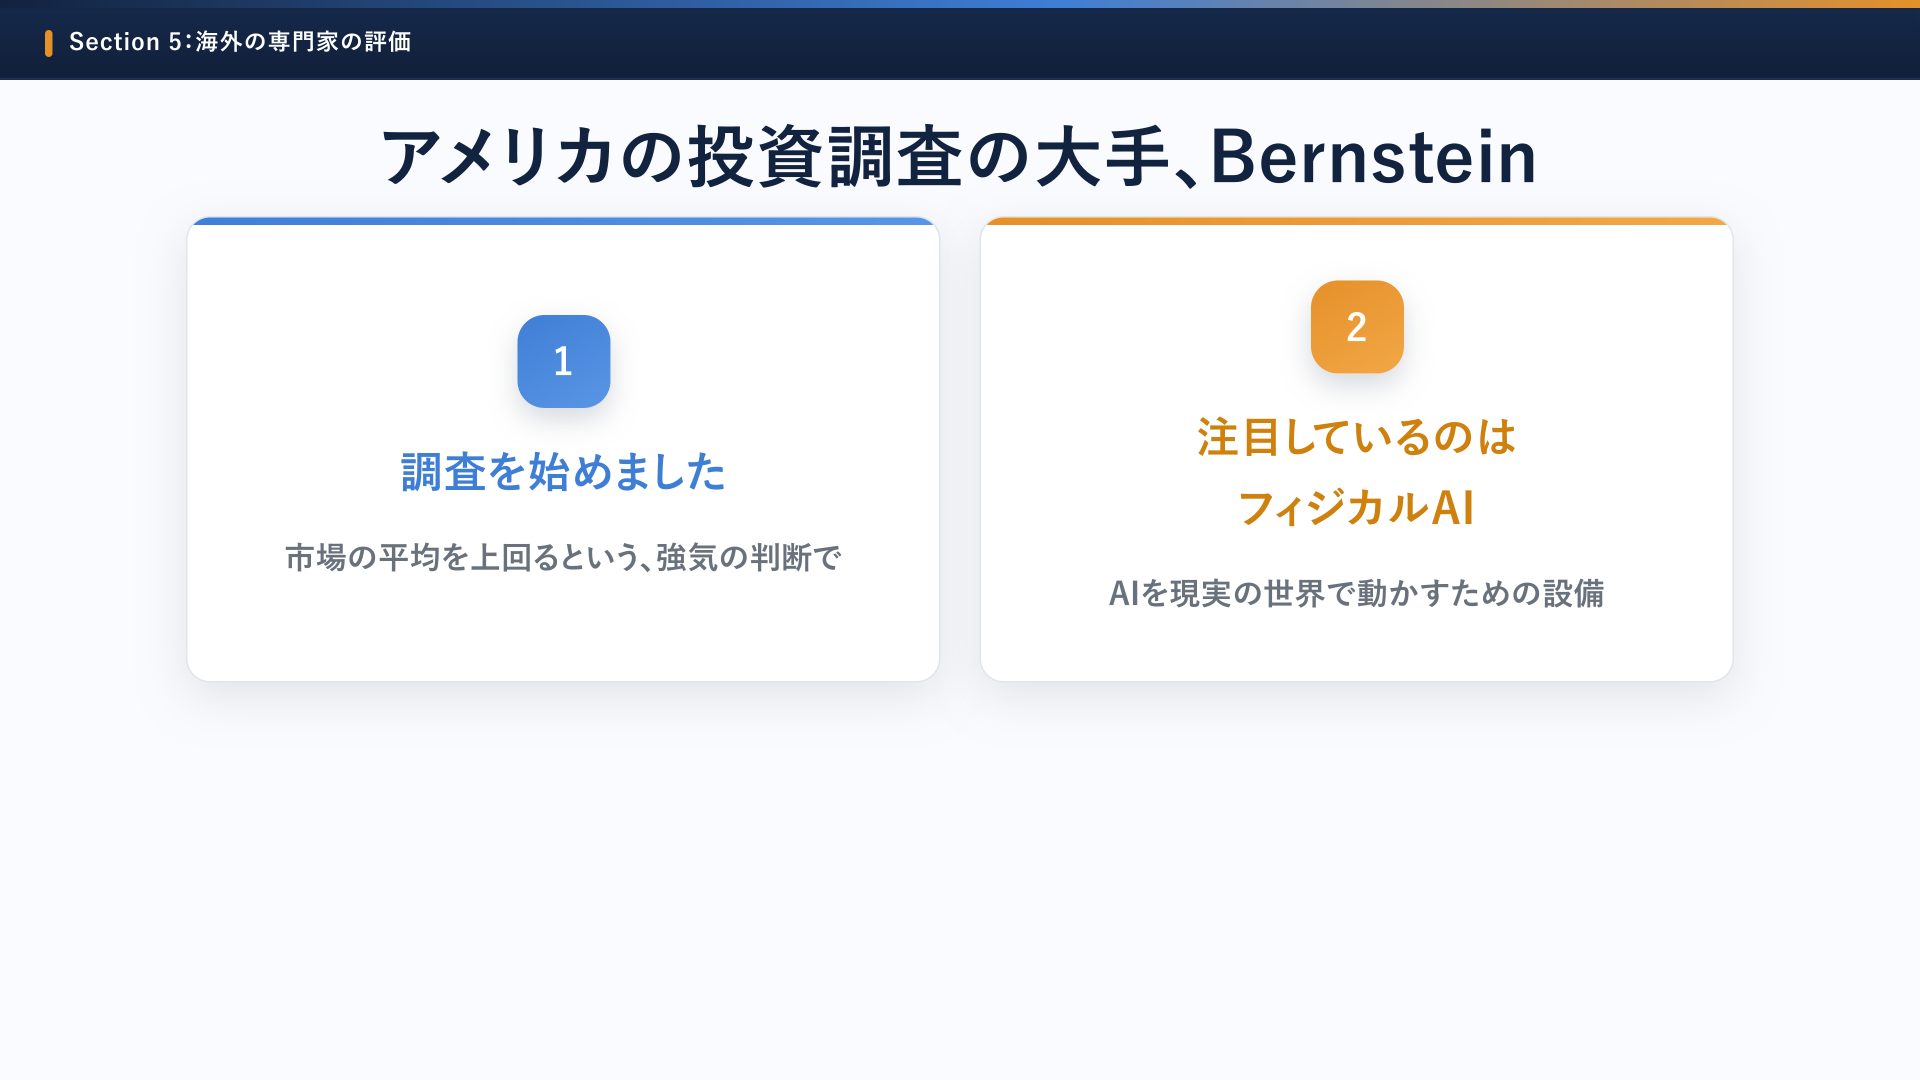 Section 5：海外の専門家の評価
アメリカの投資調査の大手、Bernstein
1
調査を始めました
市場の平均を上回るという、強気の判断で
2
注目しているのは
フィジカルAI
AIを現実の世界で動かすための設備